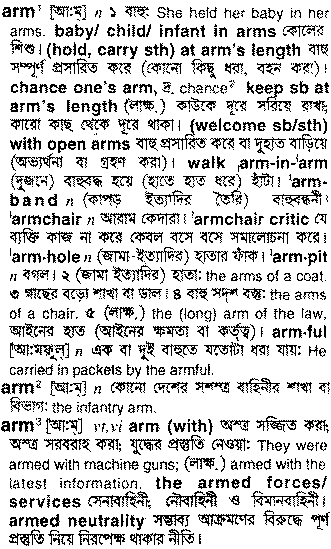 arm¹ [আ:ম্] n ১ বাহু: She held her baby in her
arms. baby/ child/ infant in arms কোলের
শিশু। (hold, carry sth) at arm's length বাহু
সম্পূর্ণ প্রসারিত করে (কোনো কিছু ধরা, বহন করা)।
chance one's arm, দ্র. chance² keep sb at
arm's length (লাক্ষ.) কাউকে দূরে সরিয়ে রাখা;
কারো কাছ থেকে দূরে থাকা। (welcome sb/sth)
with open arms বাহু প্রসারিত করে বা দুহাত বাড়িয়ে
(অভ্যর্থনা বা গ্রহণ করা)। walk ˌarm-in-ˈarm
(দুজনে) বাহুবদ্ধ হয়ে (হাতে হাত ধরে) হাঁটা। ˈarm-
band n (কাপড় ইত্যাদির তৈরি) বাহুবন্ধনী।
ˈarmchair n আরাম কেদারা। ˈarmchair critic যে
ব্যক্তি কাজ না করে কেবল বসে বসে সমালোচনা করে।
ˈarm-hole n (জামা-ইত্যাদির) হাতার ফাঁক। ˈarm-pit
n বগল। ২ (জামা ইত্যাদির) হাতা: the arms of a coat.
৩ গাছের বড়ো শাখা বা ডাল। ৪ বাহু সদৃশ বস্তু: the arms
of a chair. ৫ (লাক্ষ.) the (long) arm of the law,
আইনের হাত (আইনের ক্ষমতা বা কর্তৃত্ব)। arm·ful
[আ:মফুল্] n এক বা দুই বাহুতে যতোটা ধরা যায়: He
carried in packets by the armful.
arm² [আ:ম্] n কোনো দেশের সশস্ত্র বাহিনীর শাখা বা
বিভাগ: the infantry arm.
arm³ [আ:ম্] vt,vi arm (with) অস্ত্র সজ্জিত করা;
অস্ত্র সরবরাহ করা; যুদ্ধের প্রস্তুতি নেওয়া: They were
armed with machine guns; (লাক্ষ.) armed with the
latest information. the armed forces/
services সেনাবাহিনী, নৌবাহিনী ও বিমানবাহিনী।
armed neutrality সম্ভাব্য আক্রমণের বিরুদ্ধে পূর্ণ
প্রস্তুতি নিয়ে নিরপেক্ষ থাকার নীতি।